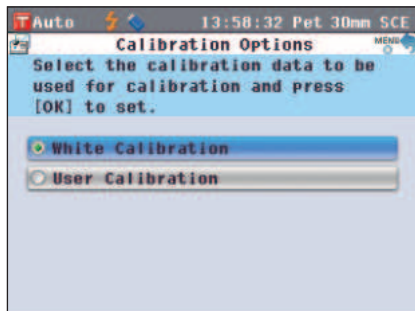 T Auto 13:58:32 Pet 30mm SCE
Calibration Options
MENU
Select the calibration data to be
used for calibration and press
[OK] to set.
White Calibration
User Calibration